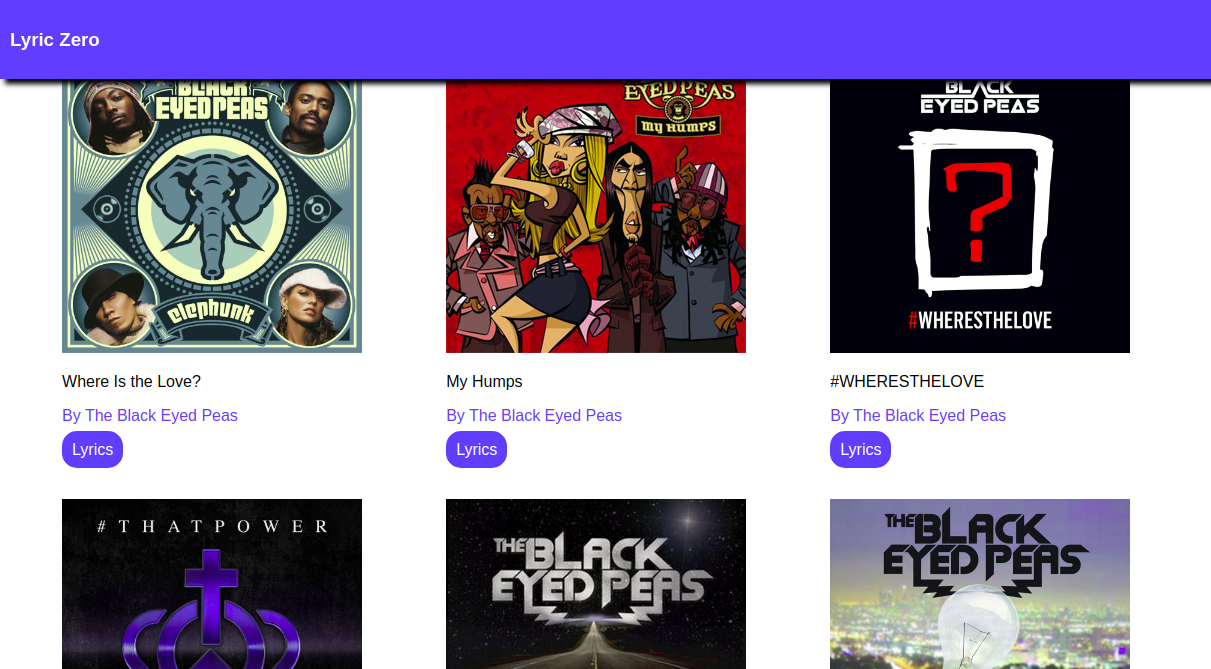 Lyric Zero
BLACK
EYED PEAS
elephunk
EYED PEAS
MY HUMPS
BLACK
EYED PEAS
?
#WHERESTHELOVE
Where Is the Love?
My Humps
#WHERESTHELOVE
By The Black Eyed Peas
By The Black Eyed Peas
By The Black Eyed Peas
Lyrics
Lyrics
Lyrics
#THATPOWER
THE BLACK
EYED PEAS
THE BLACK
EYED PEAS